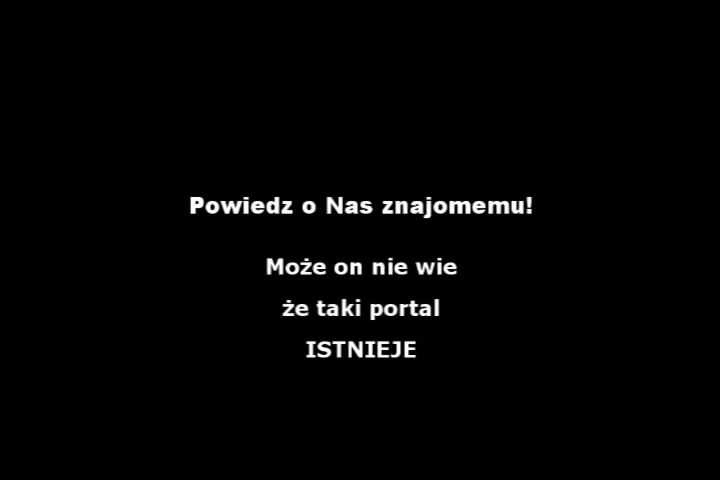 Powiedz o Nas znajomemu!
Może on nie wie
że taki portal
ISTNIEJE